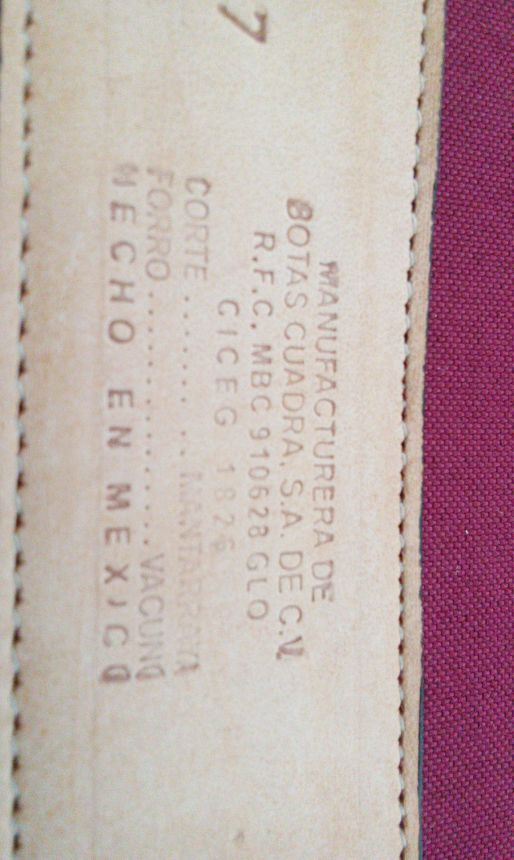 7
MANUFACTURERA DE
BOTAS CUADRA. S.A. DE C.V.
R.F.C. MBC 910628 GLO
CICEG 1826
CORTE ....... .. MANTARRAYA
FORRO ................ VACUNO
HECHO EN MEXICO